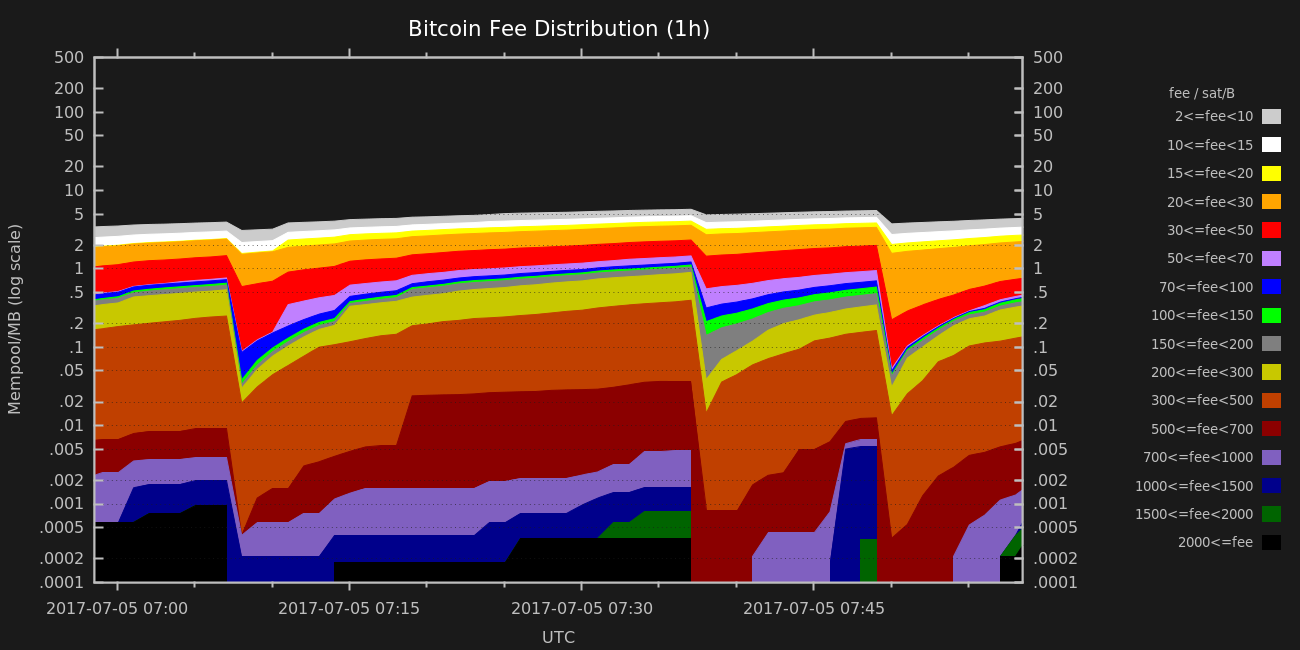 Bitcoin Fee Distribution (1h)
500 500
200 200
100 100
50 50
20 20
10 10
5 5
2 2
1 1
.5 .5
.2 .2
.1 .1
.05 .05
.02 .02
.01 .01
.005 .005
.002 .002
.001 .001
.0005 .0005
.0002 .0002
.0001 .0001
Mempool/MB (log scale)
2017-07-05 07:00 2017-07-05 07:15 2017-07-05 07:30 2017-07-05 07:45
UTC
fee / sat/B
2<=fee<10
10<=fee<15
15<=fee<20
20<=fee<30
30<=fee<50
50<=fee<70
70<=fee<100
100<=fee<150
150<=fee<200
200<=fee<300
300<=fee<500
500<=fee<700
700<=fee<1000
1000<=fee<1500
1500<=fee<2000
2000<=fee